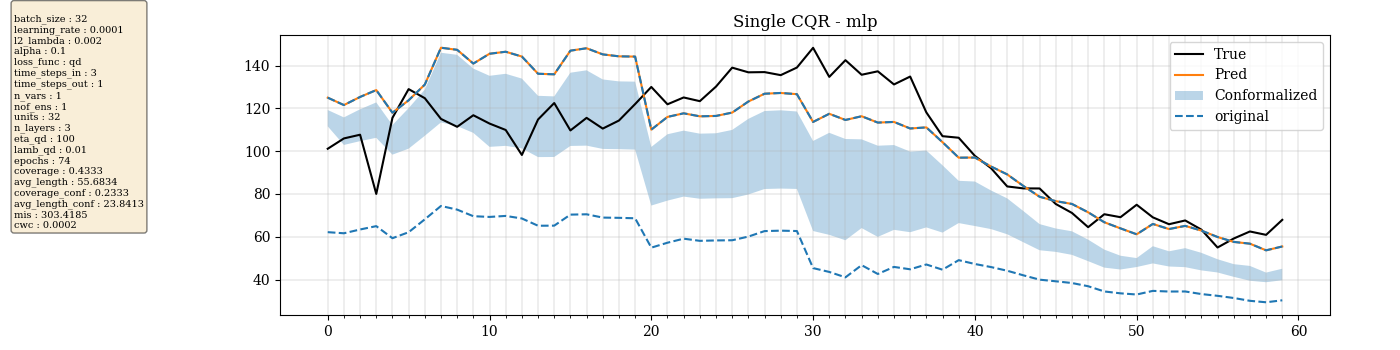 batch_size : 32
learning_rate : 0.0001
l2_lambda : 0.002
alpha : 0.1
loss_func : qd
time_steps_in : 3
time_steps_out : 1
n_vars : 1
nof_ens : 1
units : 32
n_layers : 3
eta_qd : 100
lamb_qd : 0.01
epochs : 74
coverage : 0.4333
avg_length : 55.6834
coverage_conf : 0.2333
avg_length_conf : 23.8413
mis : 303.4185
cwc : 0.0002
Single CQR - mlp
140
120
100
80
60
40
0 10 20 30 40 50 60
True
Pred
Conformalized
original